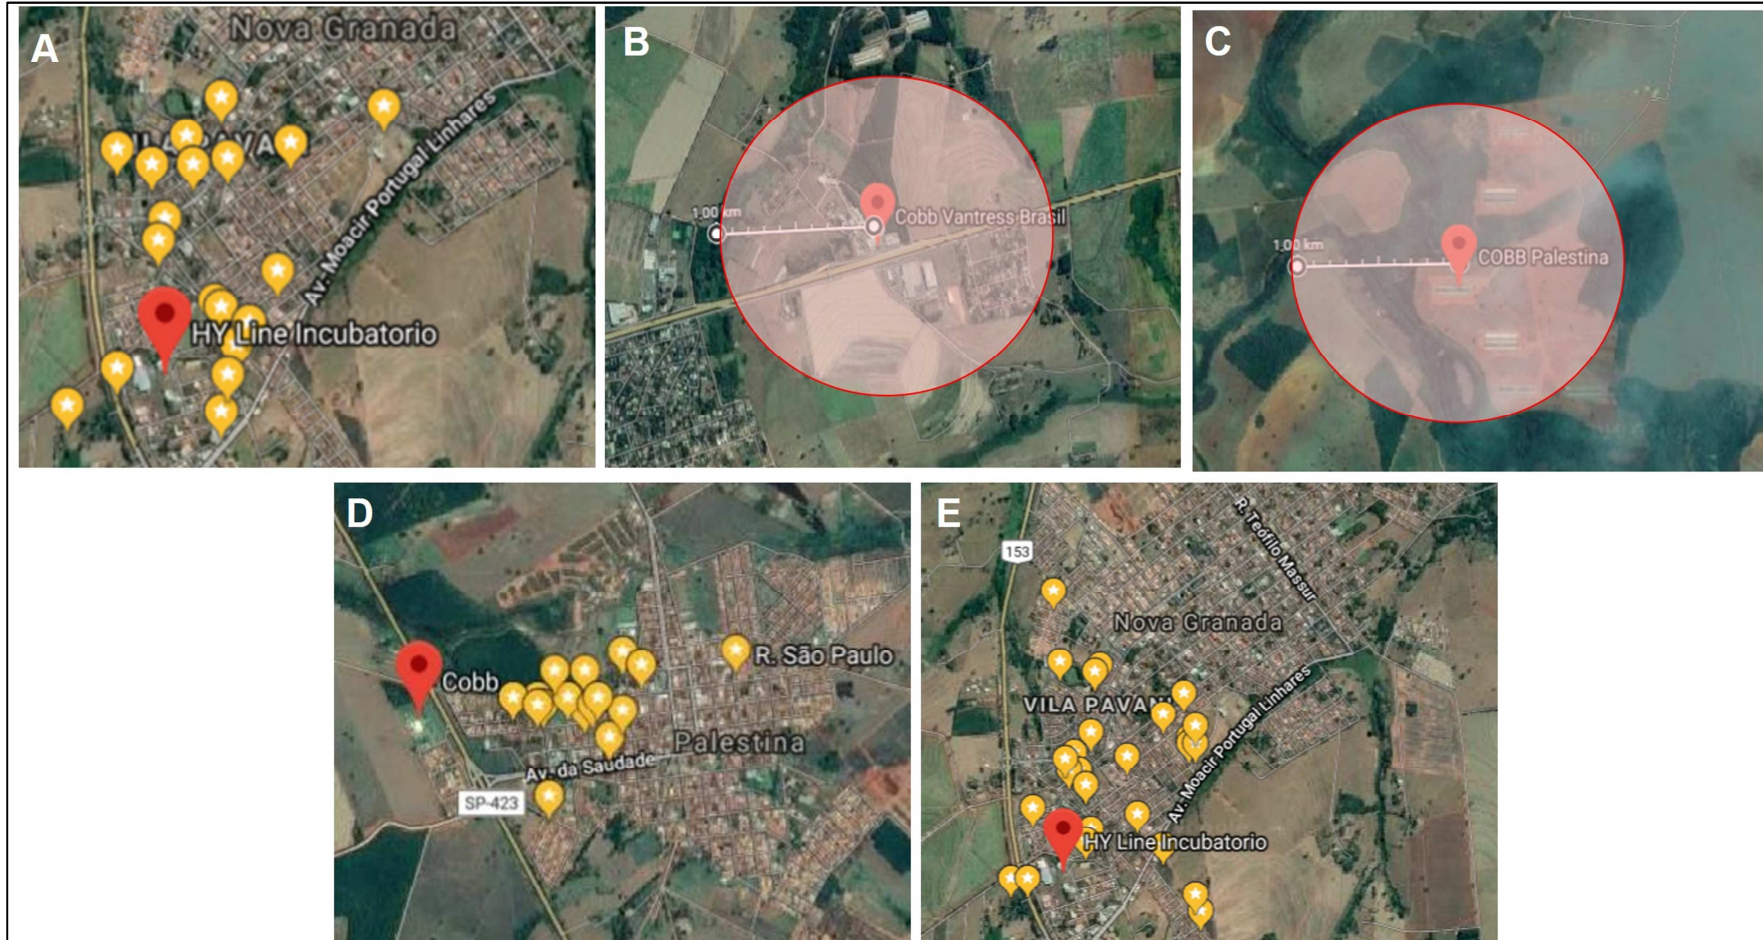 A
Nova Granada
Av. Moacir Portugal Linhares
HY Line Incubatorio
B
1,00 km
Cobb Vantress Brasil
C
1,00 km
COBB Palestina
D
Cobb
R. São Paulo
Palestina
Av. da Saudade
SP-423
E
153
R. Teófilo Massur
Nova Granada
VILA PAVANI
Av. Moacir Portugal Linhares
HY Line Incubatorio